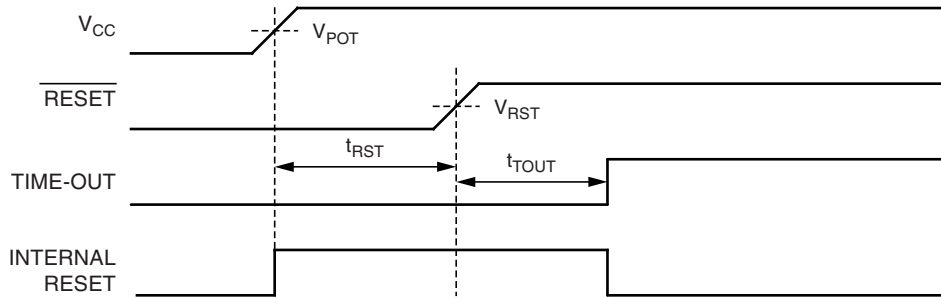 V_CC
V_POT
RESET
V_RST
t_RST
t_TOUT
TIME-OUT
INTERNAL
RESET